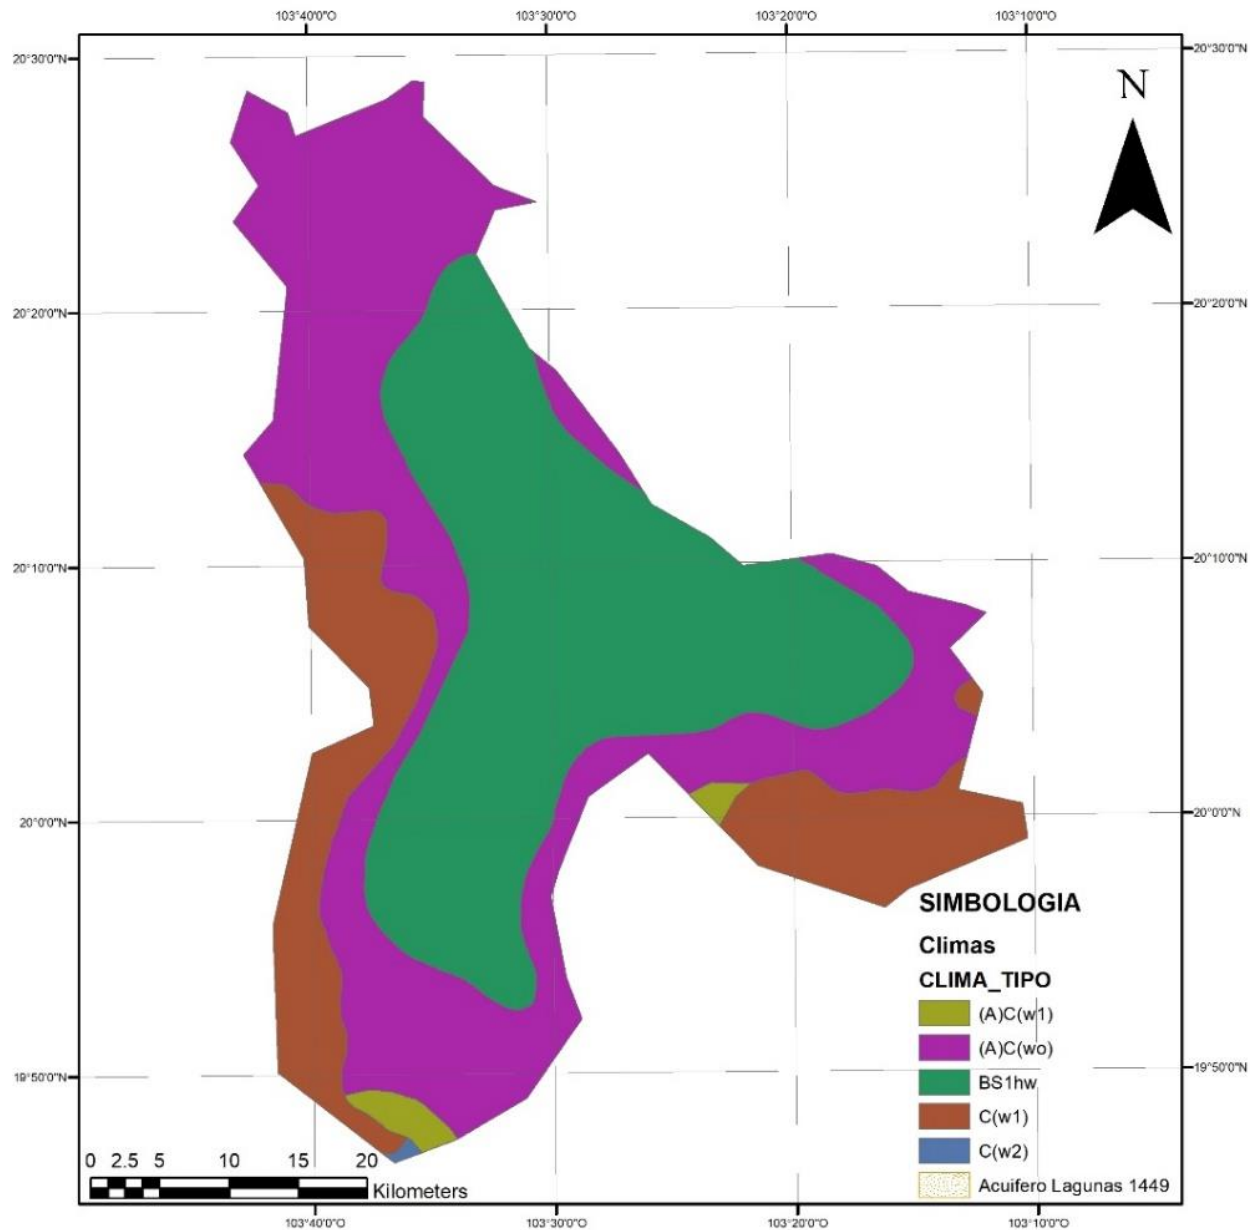 103°40'0"O 103°30'0"O 103°20'0"O 103°10'0"O
20°30'0"N 20°30'0"N
N
20°20'0"N 20°20'0"N
20°10'0"N 20°10'0"N
20°0'0"N 20°0'0"N
SIMBOLOGIA
Climas
CLIMA_TIPO
(A)C(w1)
(A)C(wo)
BS1hw
19°50'0"N 19°50'0"N
C(w1)
C(w2)
0 2.5 5 10 15 20
Kilometers
Acuifero Lagunas 1449
103°40'0"O 103°30'0"O 103°20'0"O 103°10'0"O